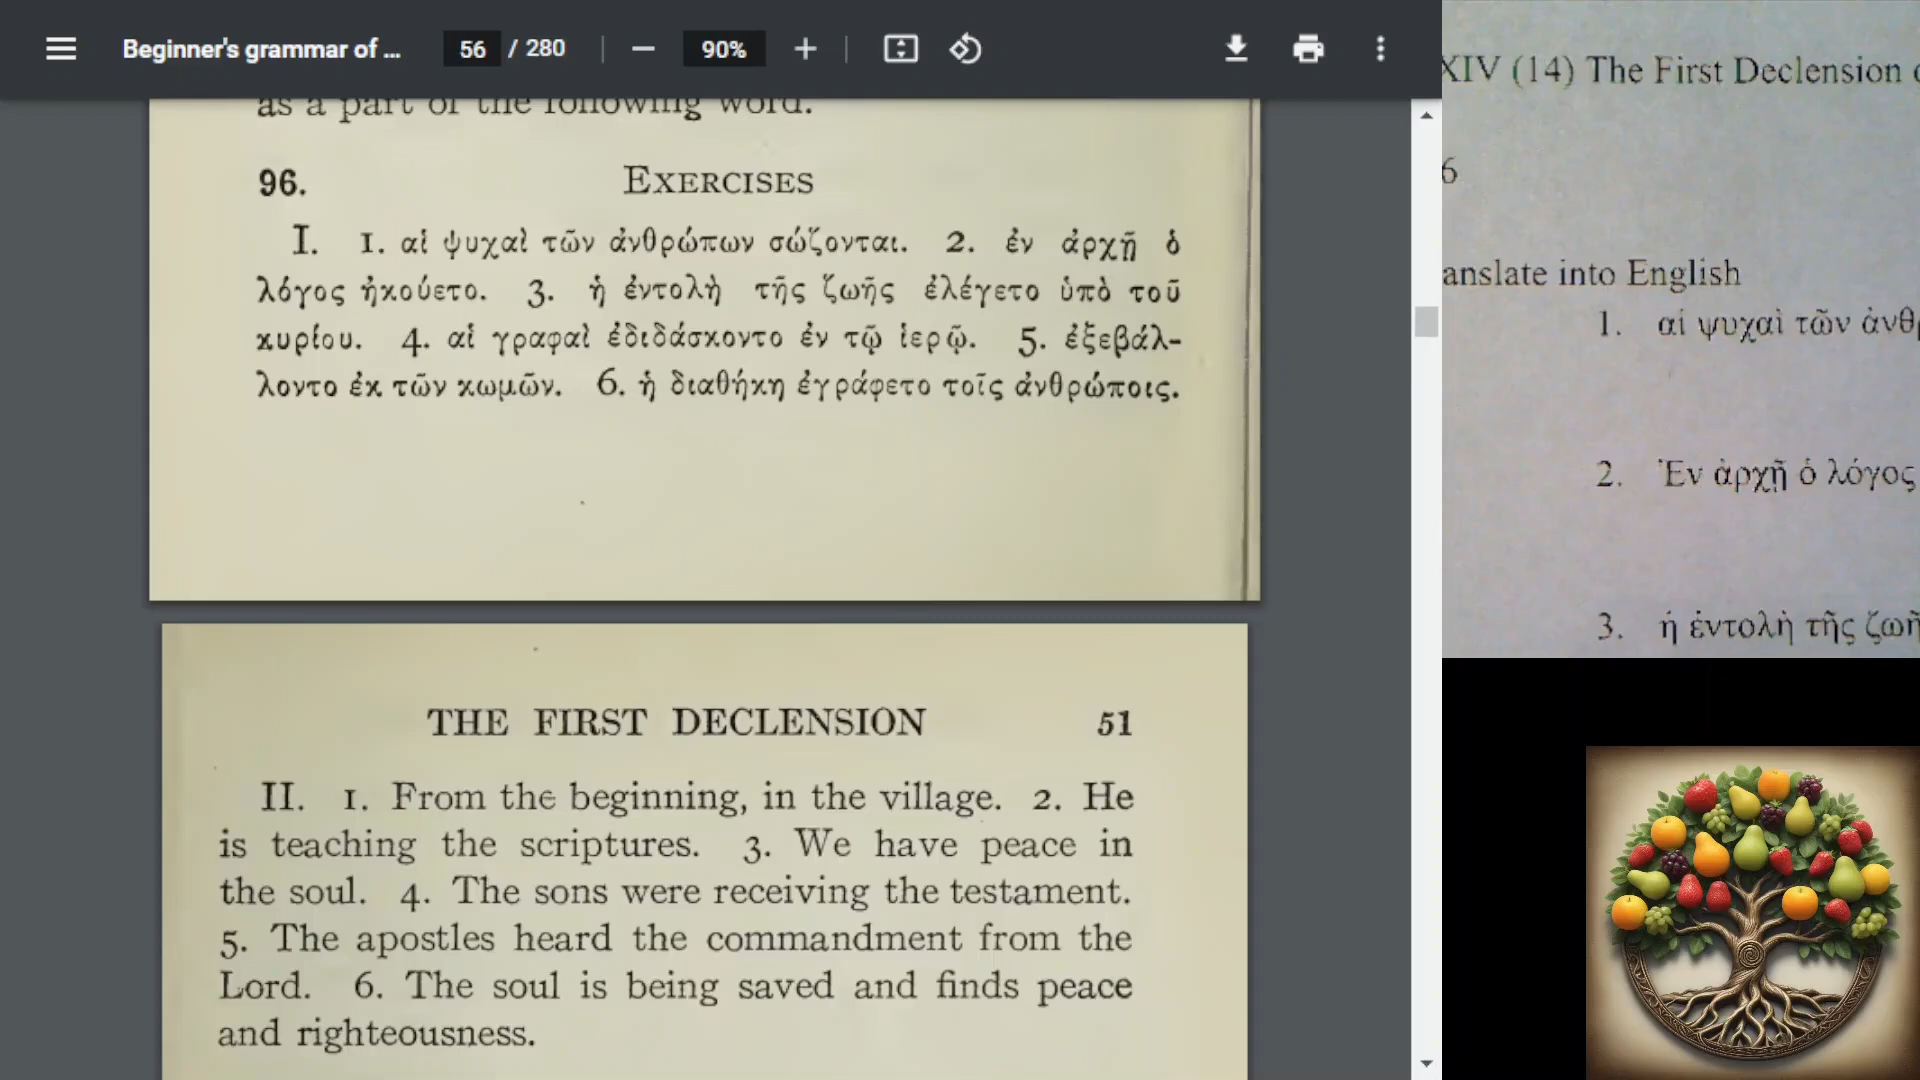 Beginner's grammar of ... 56 / 280 90%
as a part of the following word.
96. EXERCISES
I. 1. αἱ ψυχαὶ τῶν ἀνθρώπων σώζονται. 2. ἐν ἀρχῇ ὁ
λόγος ἠκούετο. 3. ἡ ἐντολὴ τῆς ζωῆς ἐλέγετο ὑπὸ τοῦ
κυρίου. 4. αἱ γραφαὶ ἐδιδάσκοντο ἐν τῷ ἱερῷ. 5. ἐξεβάλ-
λοντο ἐκ τῶν κωμῶν. 6. ἡ διαθήκη ἐγράφετο τοῖς ἀνθρώποις.
THE FIRST DECLENSION 51
II. 1. From the beginning, in the village. 2. He
is teaching the scriptures. 3. We have peace in
the soul. 4. The sons were receiving the testament.
5. The apostles heard the commandment from the
Lord. 6. The soul is being saved and finds peace
and righteousness.
XIV (14) The First Declension
6
anslate into English
1. αἱ ψυχαὶ τῶν ἀνθρ
2. Ἐν ἀρχῇ ὁ λόγος
3. ἡ ἐντολὴ τῆς ζωῆ